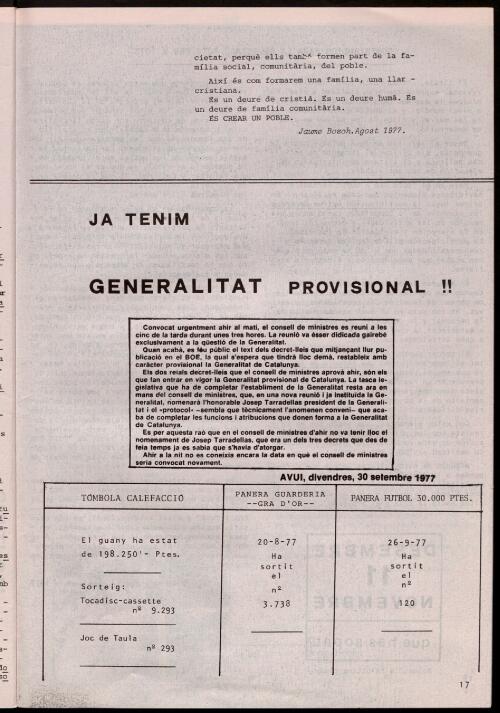 cietat, perquè ells també formen part de la fa-
mília social, comunitària, del poble.
Així és com formarem una família, una llar -
cristiana.
És un deure de cristià. És un deure humà. És
un deure de família comunitària.
ÉS CREAR UN POBLE.
Jaume Bosch. Agost 1977.
JA TENIM
GENERALITAT PROVISIONAL !!
Convocat urgentment ahir al matí, el consell de ministres es reuní a les
cinc de la tarda durant unes tres hores. La reunió va ésser didicada gairebé
exclusivament a la qüestió de la Generalitat.
Quan acabà, es féu públic el text dels decret-lleis que mitjançant llur pu-
blicació en el BOE, la qual s'espera que tindrà lloc demà, restableix amb
caràcter provisional la Generalitat de Catalunya.
Els dos reials decret-lleis que el consell de ministres aprovà ahir, són els
que fan entrar en vigor la Generalitat provisional de Catalunya. La tasca le-
gislativa que ha de completar l'establiment de la Generalitat resta ara en
mans del consell de ministres, que, en una nova reunió i ja instituïda la Ge-
neralitat, nomenarà l'honorable Josep Tarradellas president de la Generali-
tat i el «protocol» –sembla que tècnicament l'anomenen conveni– que aca-
ba de completar les funcions i atribucions que donen forma a la Generalitat
de Catalunya.
Es per aquesta raó que en el consell de ministres d'ahir no va tenir lloc el
nomenament de Josep Tarradellas, que era un dels tres decrets que des de
feia temps ja es sabia que s'havia d'atorgar.
Ahir a la nit no es coneixia encara la data en què el consell de ministres
seria convocat novament.
AVUI, divendres, 30 setembre 1977
TÓMBOLA CALEFACCIÓ
El guany ha estat
de 198.250'- Ptes.
Sorteig:
Tocadisc-cassette
nº 9.293
Joc de Taula
nº 293
PANERA GUARDERIA
--GRA D'OR--
20-8-77
Ha
sortit
el
nº
3.738
PANERA FUTBOL 30.000 PTES.
26-9-77
Ha
sortit
el
nº
120
17